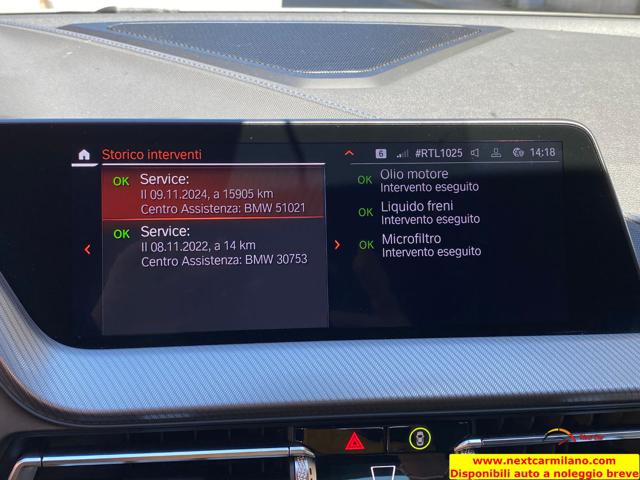 Storico interventi
6 #RTL1025 14:18
OK Service:
Il 09.11.2024, a 15905 km
Centro Assistenza: BMW 51021
OK Service:
Il 08.11.2022, a 14 km
Centro Assistenza: BMW 30753
OK Olio motore
Intervento eseguito
OK Liquido freni
Intervento eseguito
OK Microfiltro
Intervento eseguito
www.nextcarmilano.com
Disponibili auto a noleggio breve